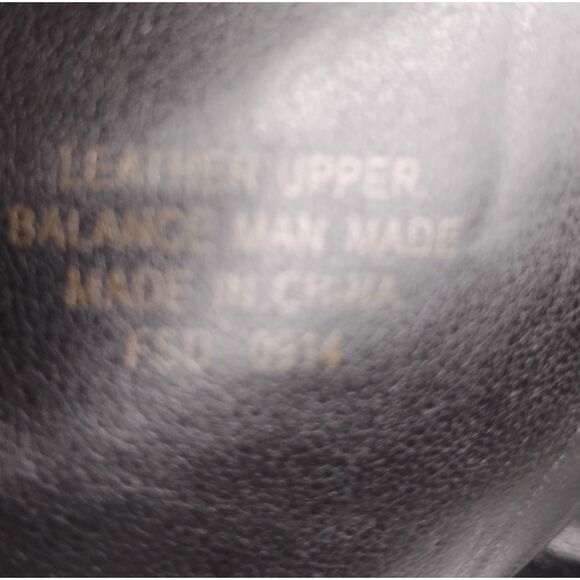 LEATHER UPPER
BALANCE MAN MADE
MADE IN CHINA
FSD 0914